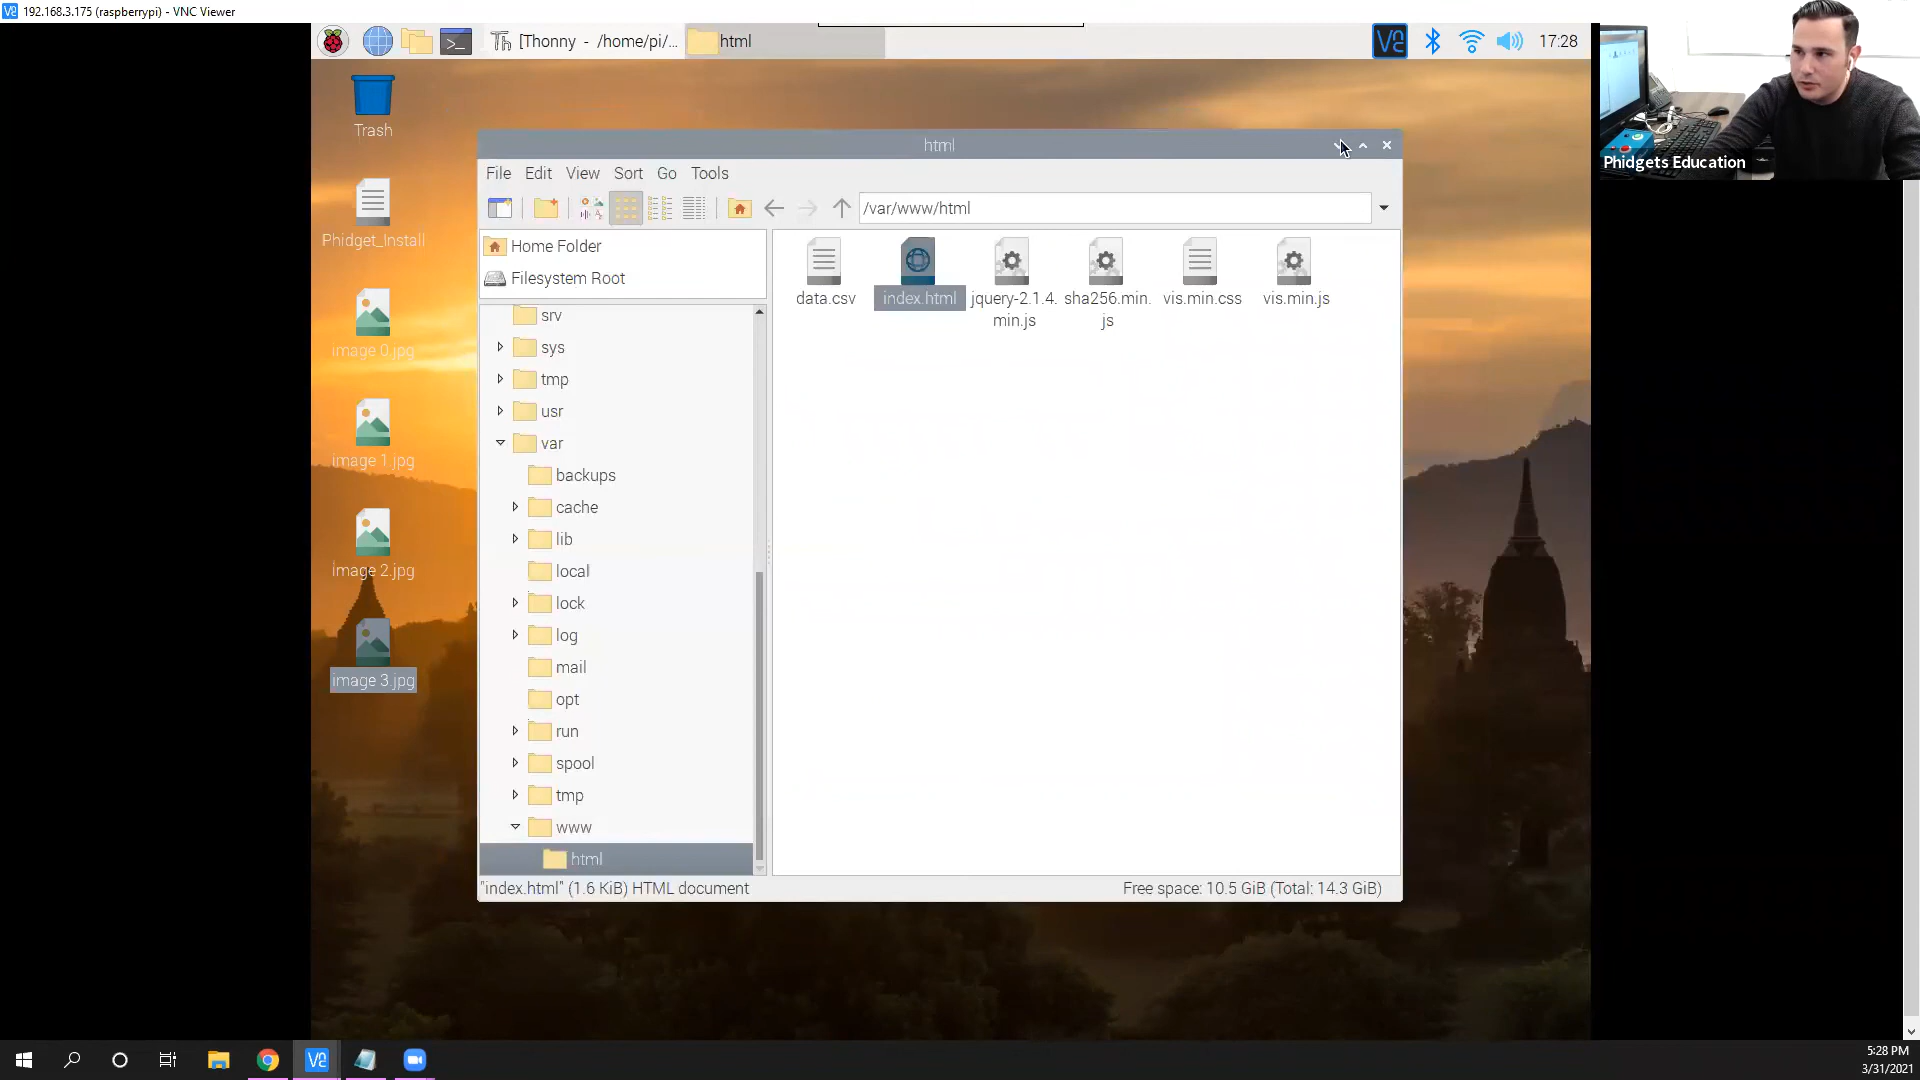 192.168.3.175 (raspberrypi) - VNC Viewer
[Thonny - /home/pi/...
html
17:28
Phidgets Education
Trash
Phidget_Install
image 0.jpg
image 1.jpg
image 2.jpg
image 3.jpg
html
File Edit View Sort Go Tools
/var/www/html
Home Folder
Filesystem Root
srv
sys
tmp
usr
var
backups
cache
lib
local
lock
log
mail
opt
run
spool
tmp
www
html
data.csv
index.html
jquery-2.1.4.
min.js
sha256.min.
js
vis.min.css
vis.min.js
"index.html" (1.6 KiB) HTML document
Free space: 10.5 GiB (Total: 14.3 GiB)
5:28 PM
3/31/2021